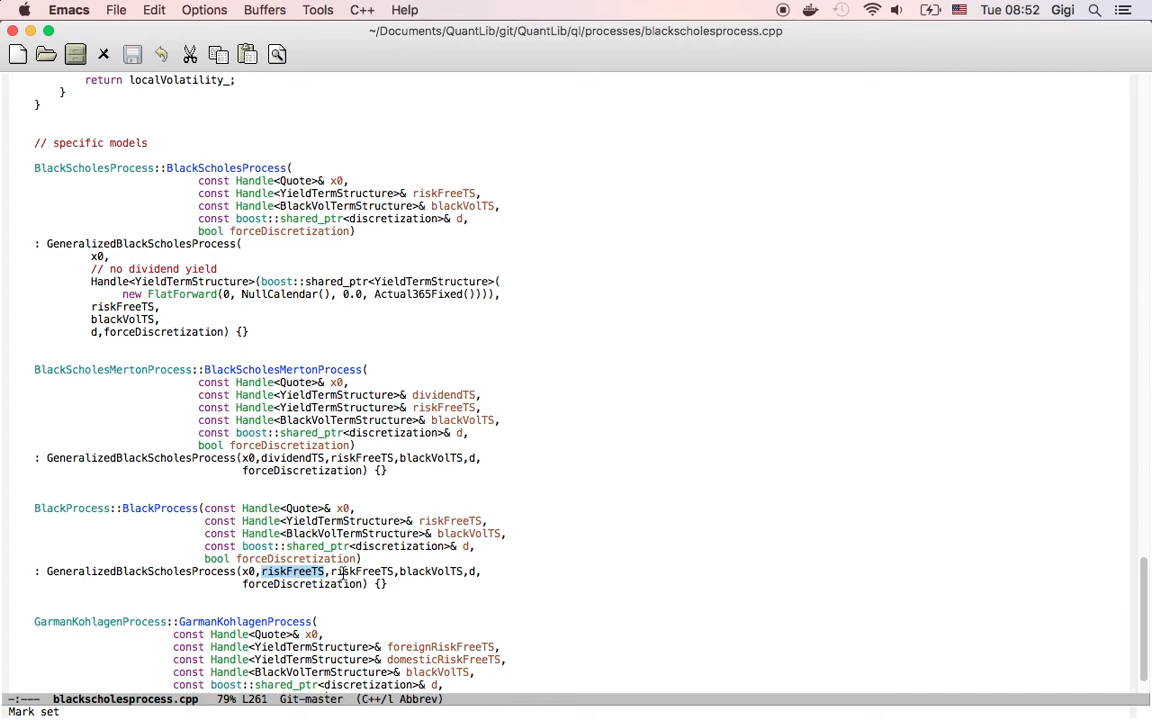 Emacs File Edit Options Buffers Tools C++ Help Tue 08:52 Gigi
~/Documents/QuantLib/git/QuantLib/ql/processes/blackscholesprocess.cpp
return localVolatility_;
}
}
// specific models
BlackScholesProcess::BlackScholesProcess(
const Handle<Quote>& x0,
const Handle<YieldTermStructure>& riskFreeTS,
const Handle<BlackVolTermStructure>& blackVolTS,
const boost::shared_ptr<discretization>& d,
bool forceDiscretization)
: GeneralizedBlackScholesProcess(
x0,
// no dividend yield
Handle<YieldTermStructure>(boost::shared_ptr<YieldTermStructure>(
new FlatForward(0, NullCalendar(), 0.0, Actual365Fixed()))),
riskFreeTS,
blackVolTS,
d,forceDiscretization) {}
BlackScholesMertonProcess::BlackScholesMertonProcess(
const Handle<Quote>& x0,
const Handle<YieldTermStructure>& dividendTS,
const Handle<YieldTermStructure>& riskFreeTS,
const Handle<BlackVolTermStructure>& blackVolTS,
const boost::shared_ptr<discretization>& d,
bool forceDiscretization)
: GeneralizedBlackScholesProcess(x0,dividendTS,riskFreeTS,blackVolTS,d,
forceDiscretization) {}
BlackProcess::BlackProcess(const Handle<Quote>& x0,
const Handle<YieldTermStructure>& riskFreeTS,
const Handle<BlackVolTermStructure>& blackVolTS,
const boost::shared_ptr<discretization>& d,
bool forceDiscretization)
: GeneralizedBlackScholesProcess(x0,riskFreeTS,riskFreeTS,blackVolTS,d,
forceDiscretization) {}
GarmanKohlagenProcess::GarmanKohlagenProcess(
const Handle<Quote>& x0,
const Handle<YieldTermStructure>& foreignRiskFreeTS,
const Handle<YieldTermStructure>& domesticRiskFreeTS,
const Handle<BlackVolTermStructure>& blackVolTS,
const boost::shared_ptr<discretization>& d,
-:--- blackscholesprocess.cpp 79% L261 Git-master (C++/l Abbrev)
Mark set